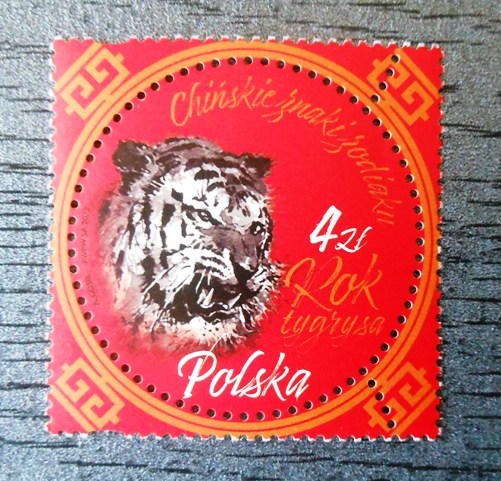 Chińskie znaki zodiaku
4 zł
Rok
tygrysa
Polska